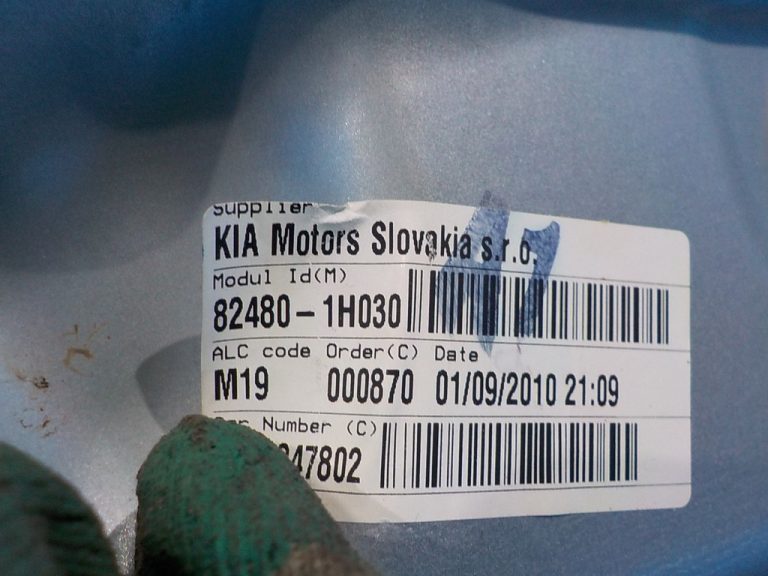 Supplier
KIA Motors Slovakia s.r.o.
Modul Id(M)
82480-1H030
ALC code Order(C) Date
M19 000870 01/09/2010 21:09
Number (C)
47802